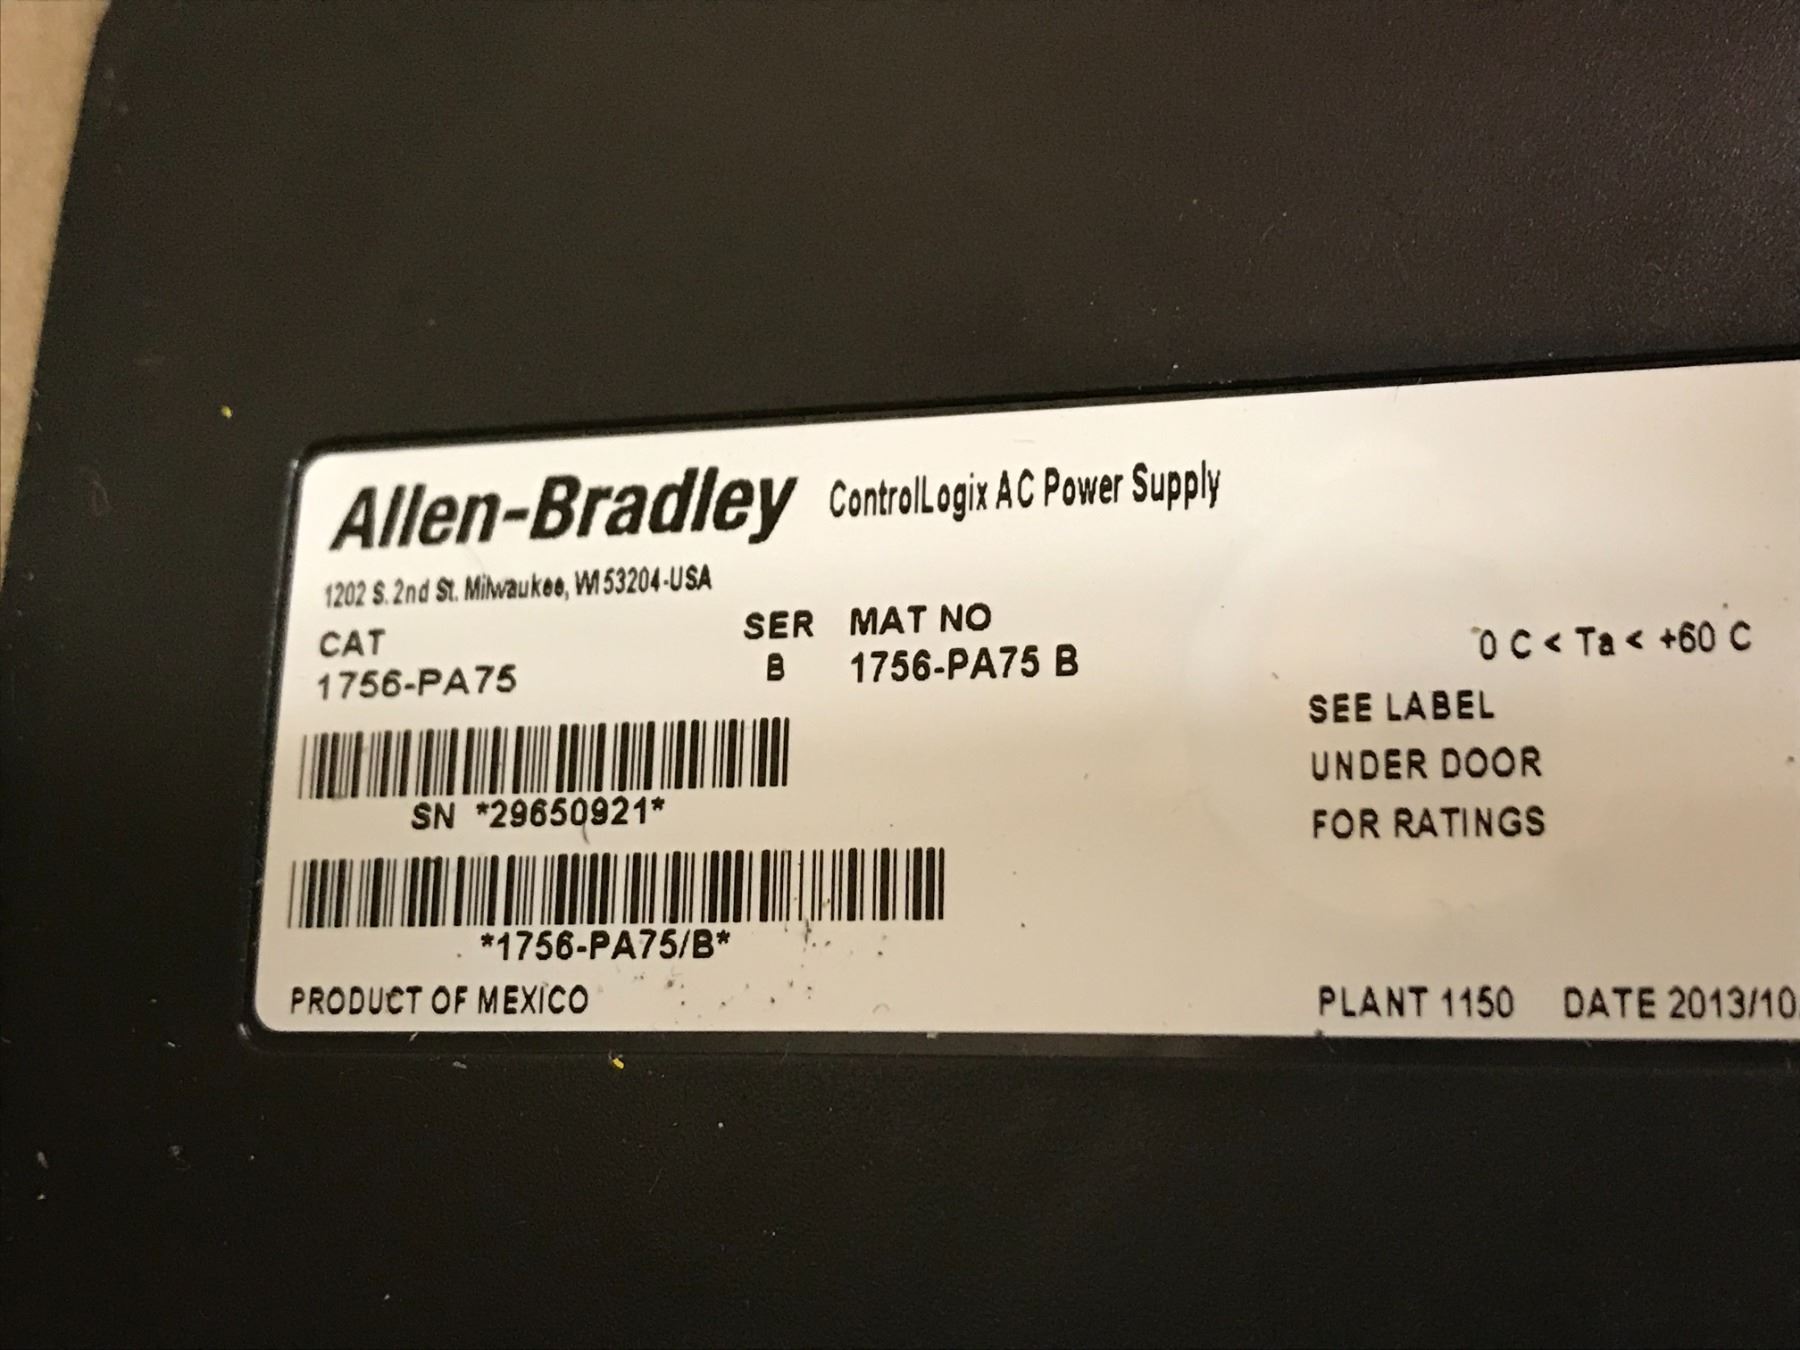 Allen-Bradley ControlLogix AC Power Supply
1202 S. 2nd St. Milwaukee, WI 53204-USA
CAT SER MAT NO
1756-PA75 B 1756-PA75 B
0 C < Ta < +60 C
SEE LABEL
UNDER DOOR
FOR RATINGS
SN *29650921*
*1756-PA75/B*
PRODUCT OF MEXICO PLANT 1150 DATE 2013/10